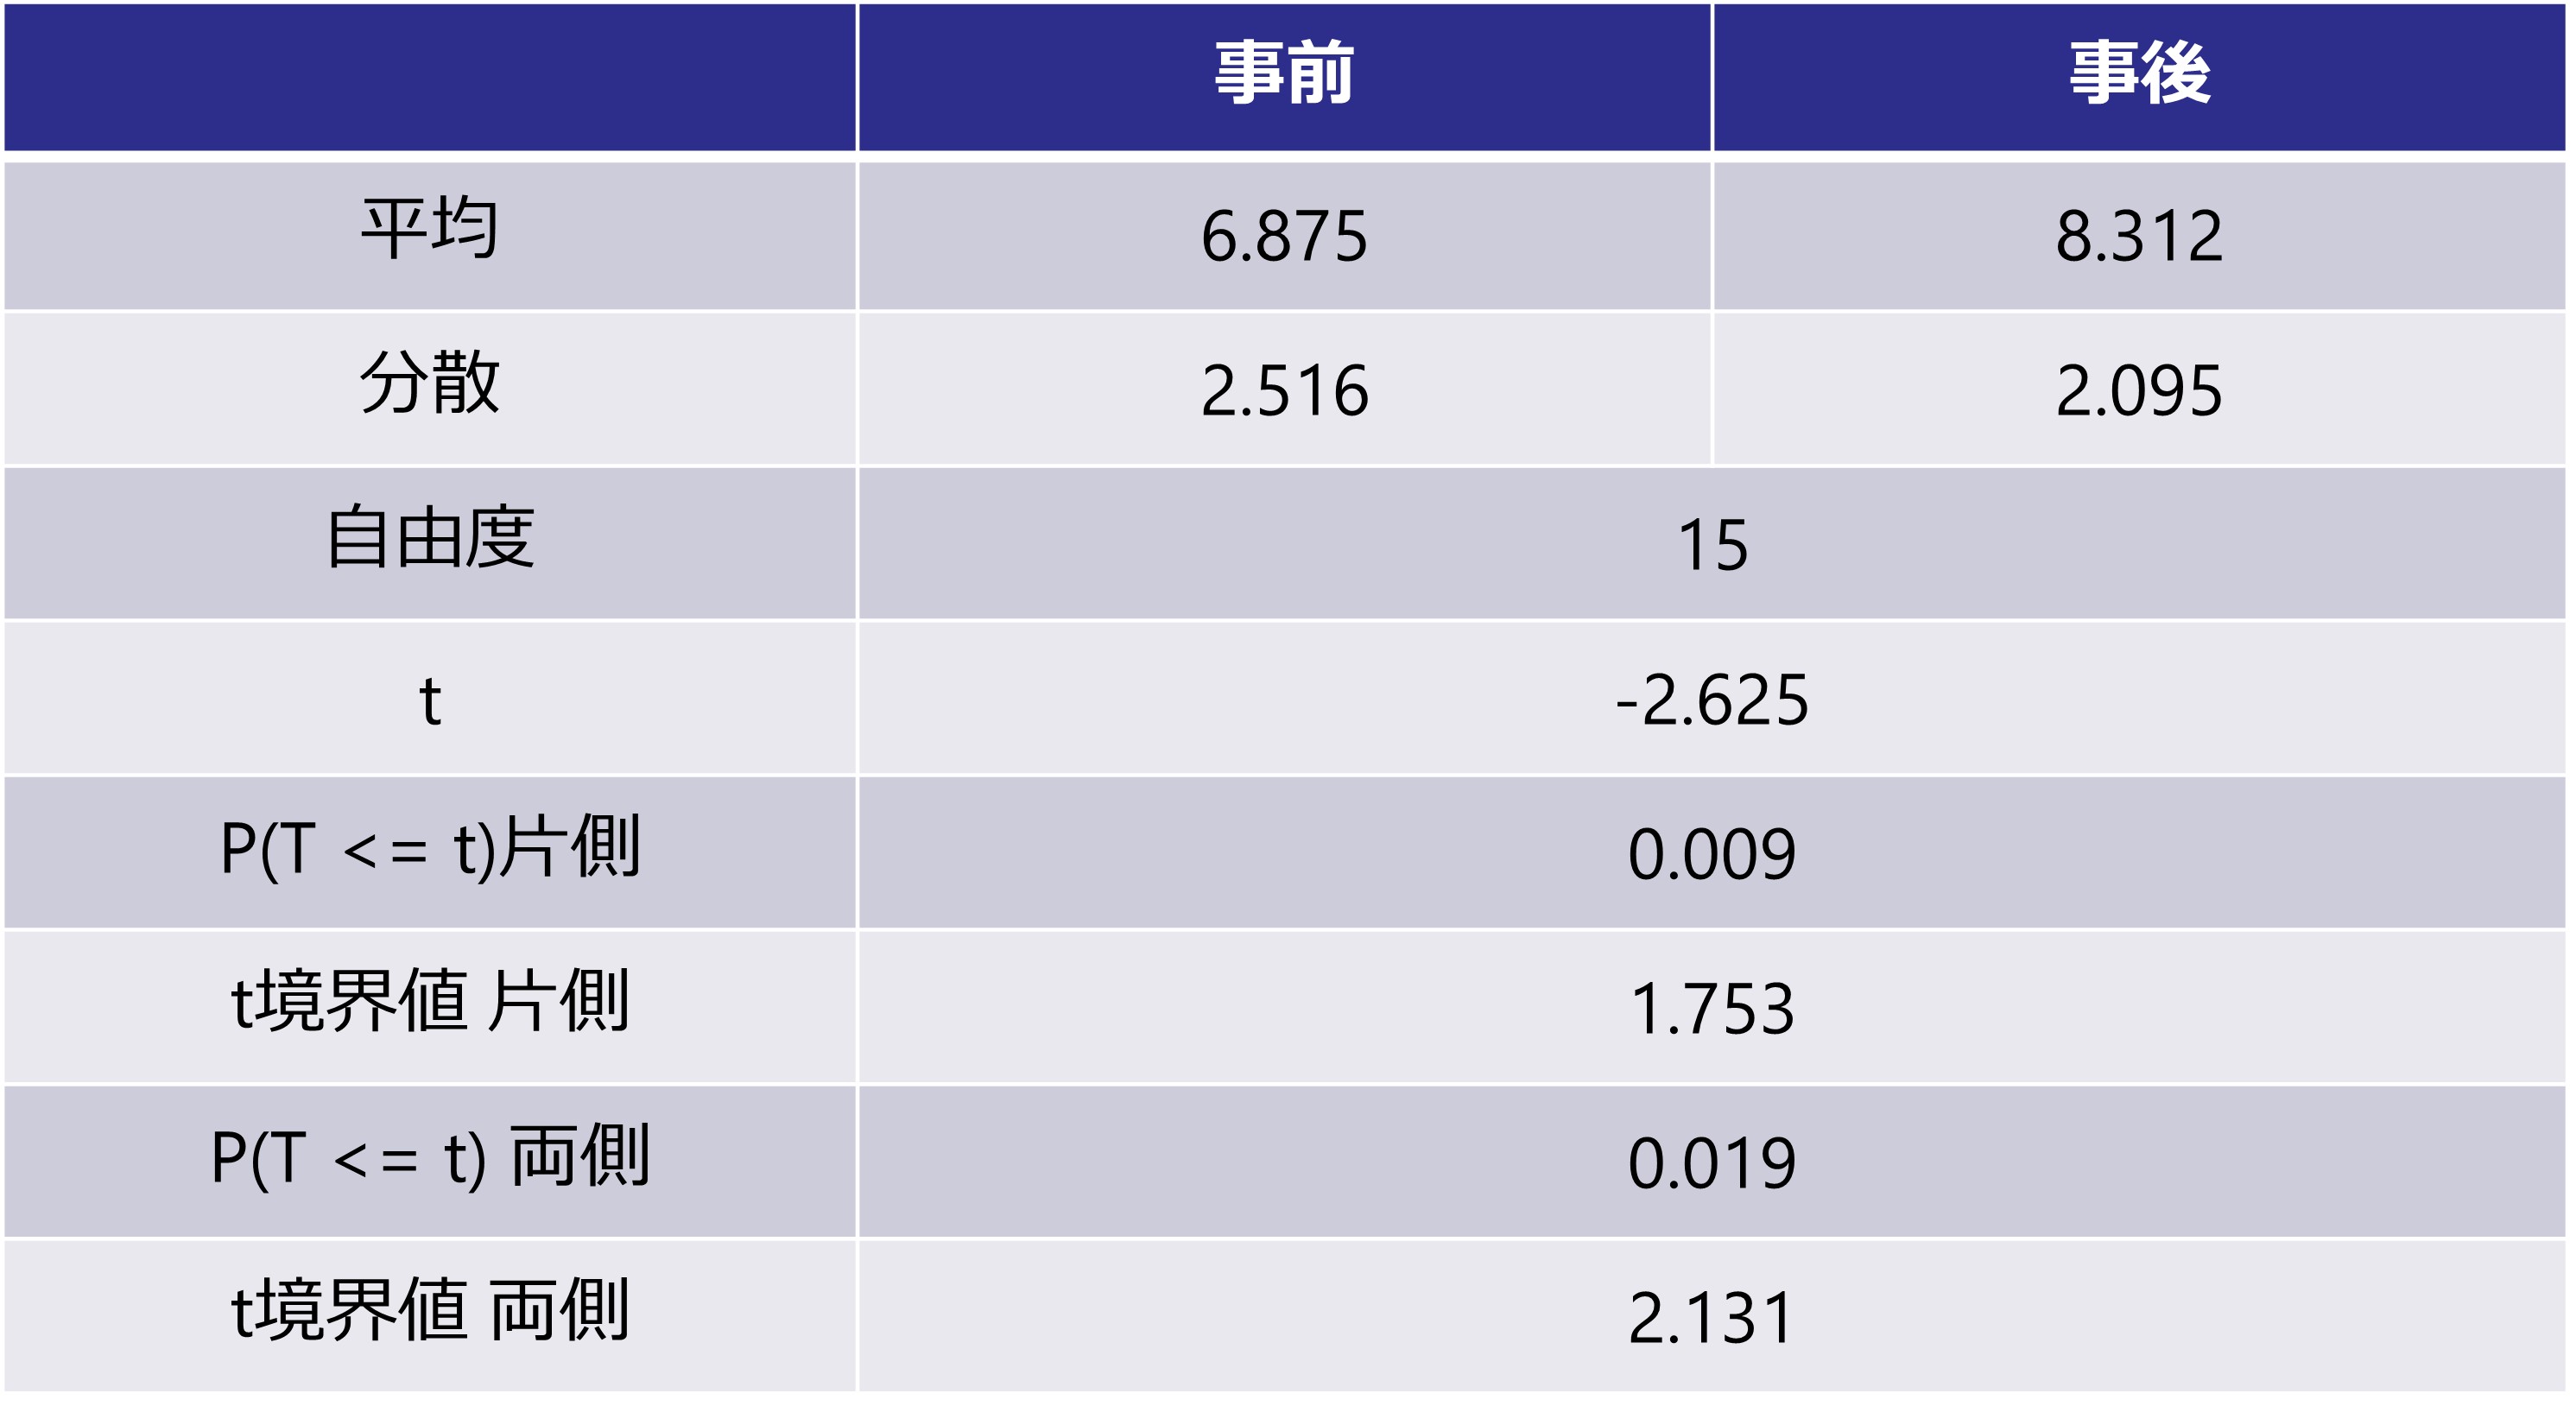 事前 事後
平均 6.875 8.312
分散 2.516 2.095
自由度 15
t -2.625
P(T <= t)片側 0.009
t境界値 片側 1.753
P(T <= t) 両側 0.019
t境界値 両側 2.131